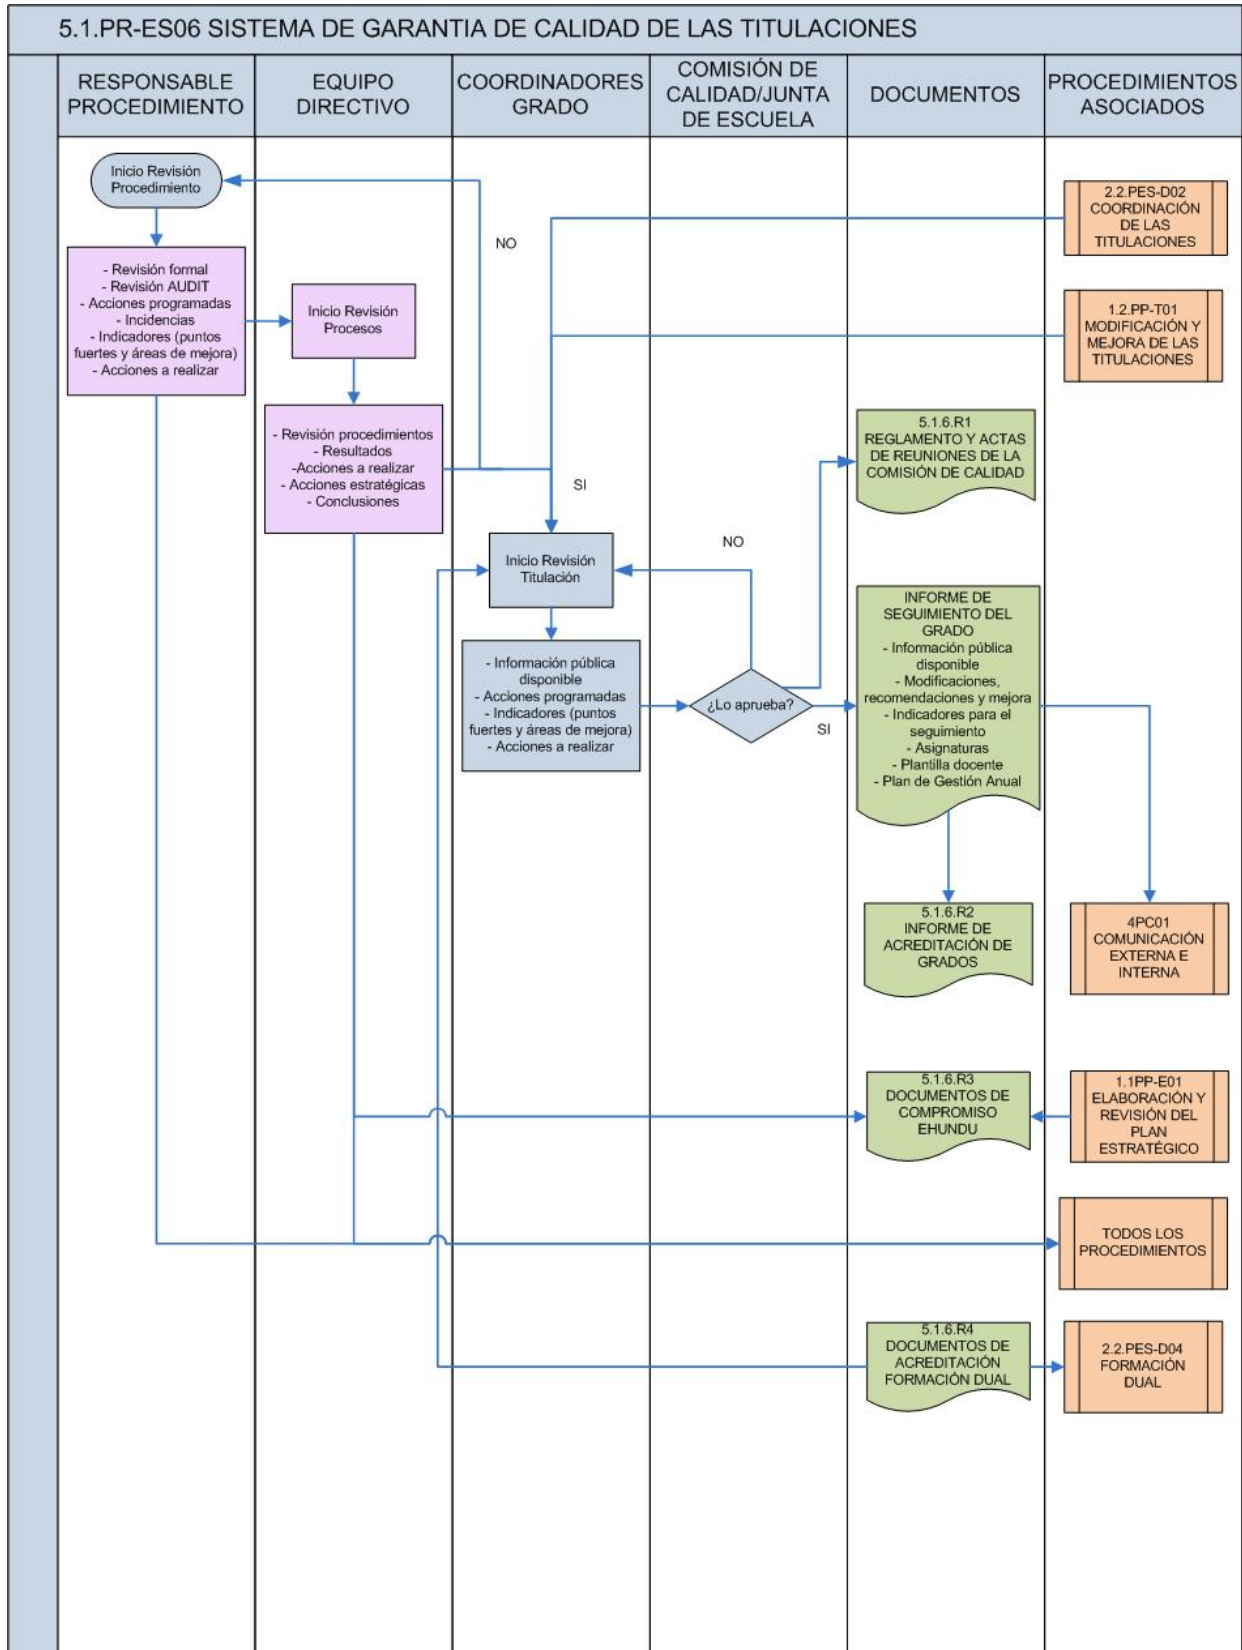 5.1.PR-ES06 SISTEMA DE GARANTIA DE CALIDAD DE LAS TITULACIONES
RESPONSABLE
PROCEDIMIENTO
EQUIPO
DIRECTIVO
COORDINADORES
GRADO
COMISIÓN DE
CALIDAD/JUNTA
DE ESCUELA
DOCUMENTOS
PROCEDIMIENTOS
ASOCIADOS
Inicio Revisión
Procedimiento
- Revisión formal
- Revisión AUDIT
- Acciones programadas
- Incidencias
- Indicadores (puntos
fuertes y áreas de mejora)
- Acciones a realizar
Inicio Revisión
Procesos
- Revisión procedimientos
- Resultados
-Acciones a realizar
- Acciones estratégicas
- Conclusiones
NO
SI
Inicio Revisión
Titulación
- Información pública
disponible
- Acciones programadas
- Indicadores (puntos
fuertes y áreas de mejora)
- Acciones a realizar
NO
¿Lo aprueba?
SI
5.1.6.R1
REGLAMENTO Y ACTAS
DE REUNIONES DE LA
COMISIÓN DE CALIDAD
INFORME DE
SEGUIMIENTO DEL
GRADO
- Información pública
disponible
- Modificaciones,
recomendaciones y mejora
- Indicadores para el
seguimiento
- Asignaturas
- Plantilla docente
- Plan de Gestión Anual
5.1.6.R2
INFORME DE
ACREDITACIÓN DE
GRADOS
5.1.6.R3
DOCUMENTOS DE
COMPROMISO
EHUNDU
5.1.6.R4
DOCUMENTOS DE
ACREDITACIÓN
FORMACIÓN DUAL
2.2.PES-D02
COORDINACIÓN
DE LAS
TITULACIONES
1.2.PP-T01
MODIFICACIÓN Y
MEJORA DE LAS
TITULACIONES
4PC01
COMUNICACIÓN
EXTERNA E
INTERNA
1.1PP-E01
ELABORACIÓN Y
REVISIÓN DEL
PLAN
ESTRATÉGICO
TODOS LOS
PROCEDIMIENTOS
2.2.PES-D04
FORMACIÓN
DUAL